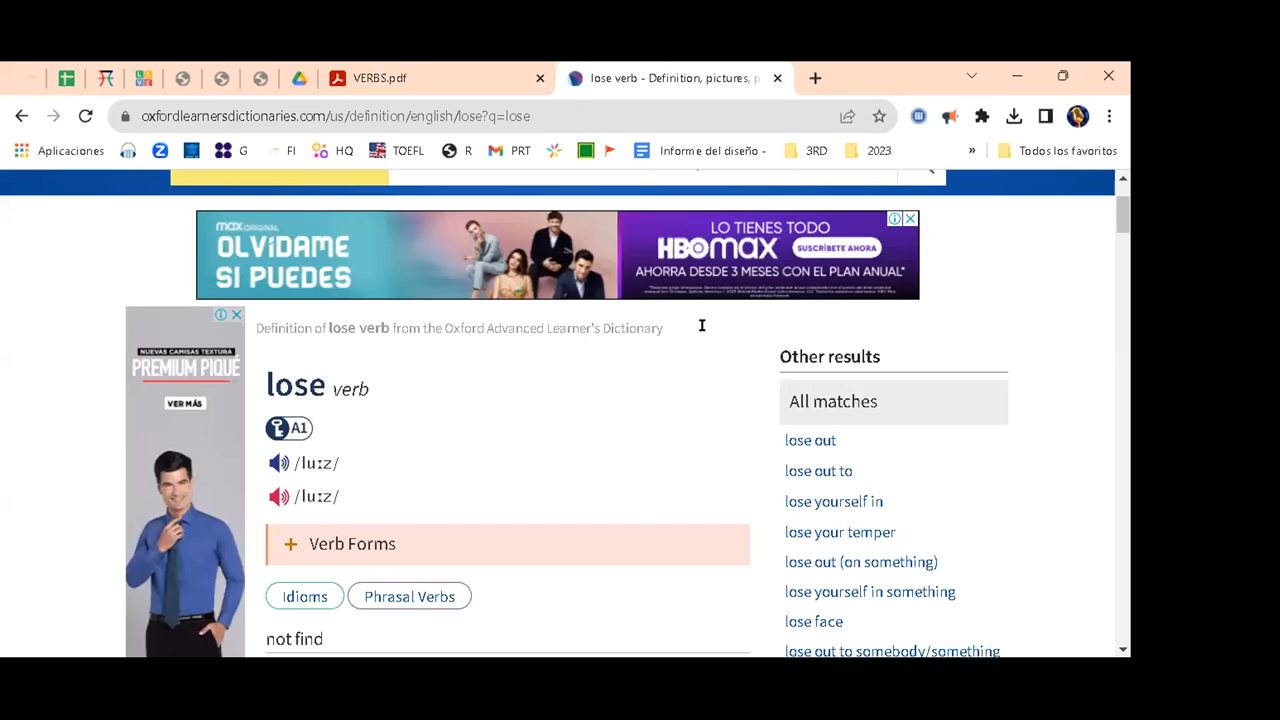 VERBS.pdf
lose verb - Definition, pictures, p
oxfordlearnersdictionaries.com/us/definition/english/lose?q=lose
Aplicaciones G FI HQ TOEFL R PRT Informe del diseño - 3RD 2023 » Todos los favoritos
max ORIGINAL
OLVÍDAME
SI PUEDES
LO TIENES TODO
HBOmax SUSCRÍBETE AHORA
AHORA DESDE 3 MESES CON EL PLAN ANUAL*
NUEVAS CAMISAS TEXTURA
PREMIUM PIQUÉ
VER MÁS
Definition of lose verb from the Oxford Advanced Learner's Dictionary
lose verb
A1
/luːz/
/luːz/
+ Verb Forms
Idioms Phrasal Verbs
not find
Other results
All matches
lose out
lose out to
lose yourself in
lose your temper
lose out (on something)
lose yourself in something
lose face
lose out to somebody/something